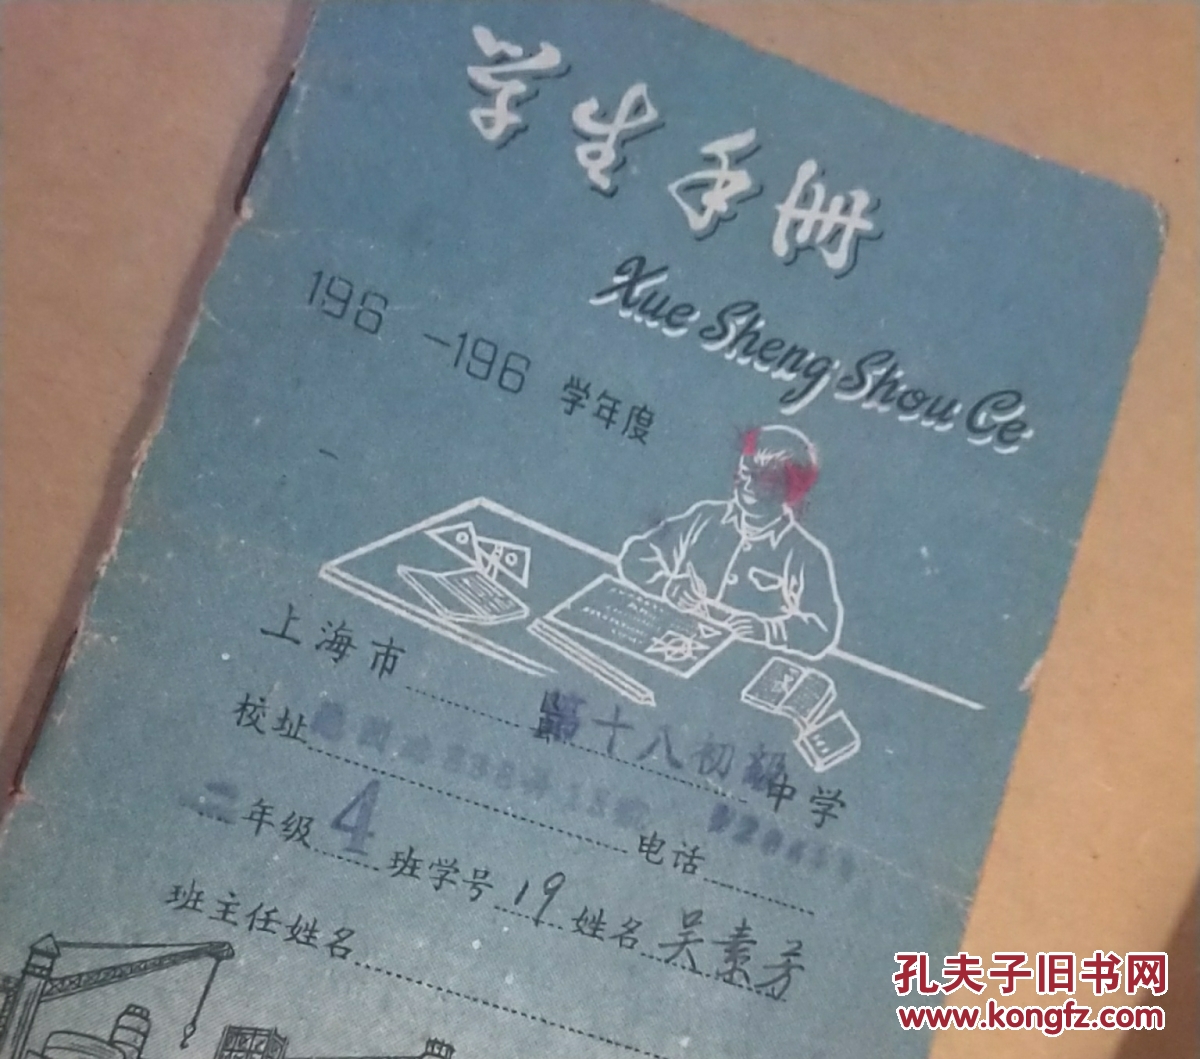 学生手册
Xue Sheng Shou Ce
196 -196 学年度
上海市 第十八初级中学
校址 电话
二年级 4 班学号 19 姓名 吴素芳
班主任姓名
孔夫子旧书网
www.kongfz.com